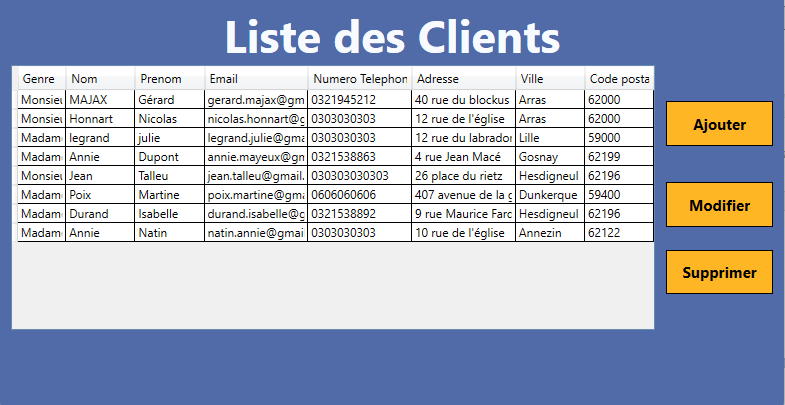 Liste des Clients
Genre Nom Prenom Email Numero Telephon Adresse Ville Code posta
Monsieu MAJAX Gérard gerard.majax@gm 0321945212 40 rue du blockus Arras 62000
Monsieu Honnart Nicolas nicolas.honnart@g 0303030303 12 rue de l'église Arras 62000
Madam legrand julie legrand.julie@gma 0303030303 12 rue du labrador Lille 59000
Madam Annie Dupont annie.mayeux@gn 0321538863 4 rue Jean Macé Gosnay 62199
Monsieu Jean Talleu jean.talleu@gmail. 030303030303 26 place du rietz Hesdigneul 62196
Madam Poix Martine poix.martine@gma 0606060606 407 avenue de la g Dunkerque 59400
Madam Durand Isabelle durand.isabelle@g 0321538892 9 rue Maurice Farc Hesdigneul 62196
Madam Annie Natin natin.annie@gmai 0303030303 10 rue de l'église Annezin 62122
Ajouter
Modifier
Supprimer